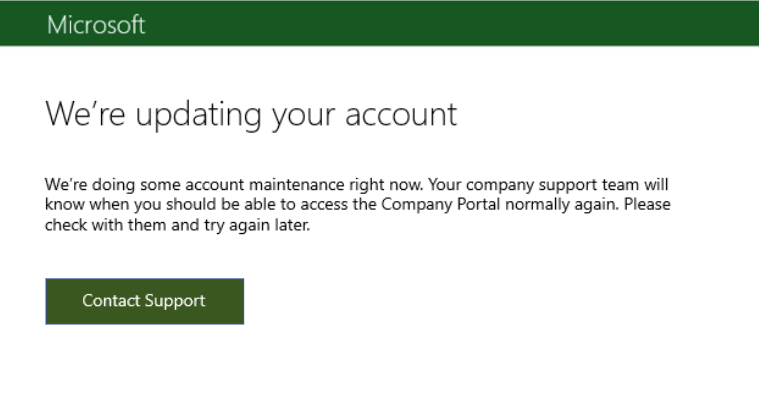 Microsoft
We’re updating your account
We’re doing some account maintenance right now. Your company support team will
know when you should be able to access the Company Portal normally again. Please
check with them and try again later.
Contact Support